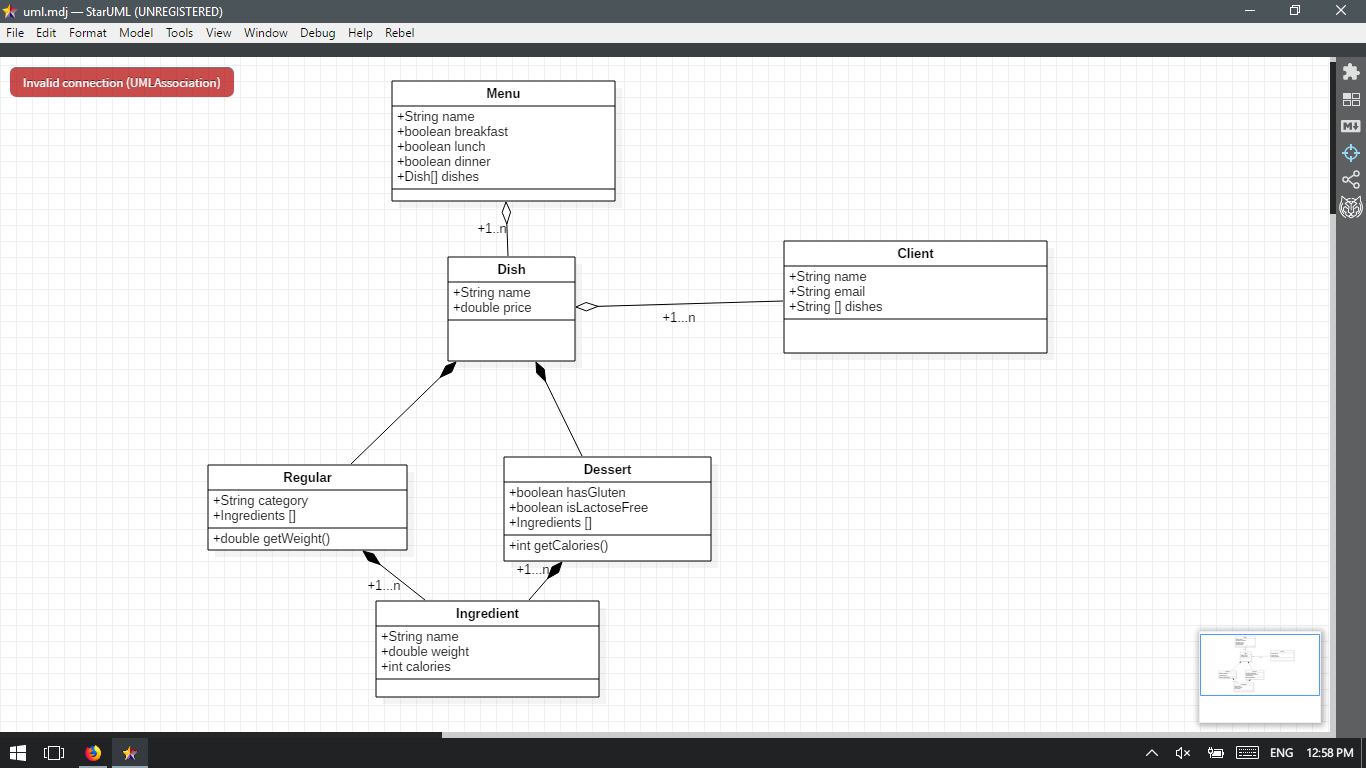 uml.mdj — StarUML (UNREGISTERED)
File Edit Format Model Tools View Window Debug Help Rebel
Invalid connection (UMLAssociation)
Menu
+String name
+boolean breakfast
+boolean lunch
+boolean dinner
+Dish[] dishes
+1..n
Dish
+String name
+double price
+1...n
Client
+String name
+String email
+String [] dishes
Regular
+String category
+Ingredients []
+double getWeight()
+1...n
Dessert
+boolean hasGluten
+boolean isLactoseFree
+Ingredients []
+int getCalories()
+1...n
Ingredient
+String name
+double weight
+int calories
M
ENG 12:58 PM